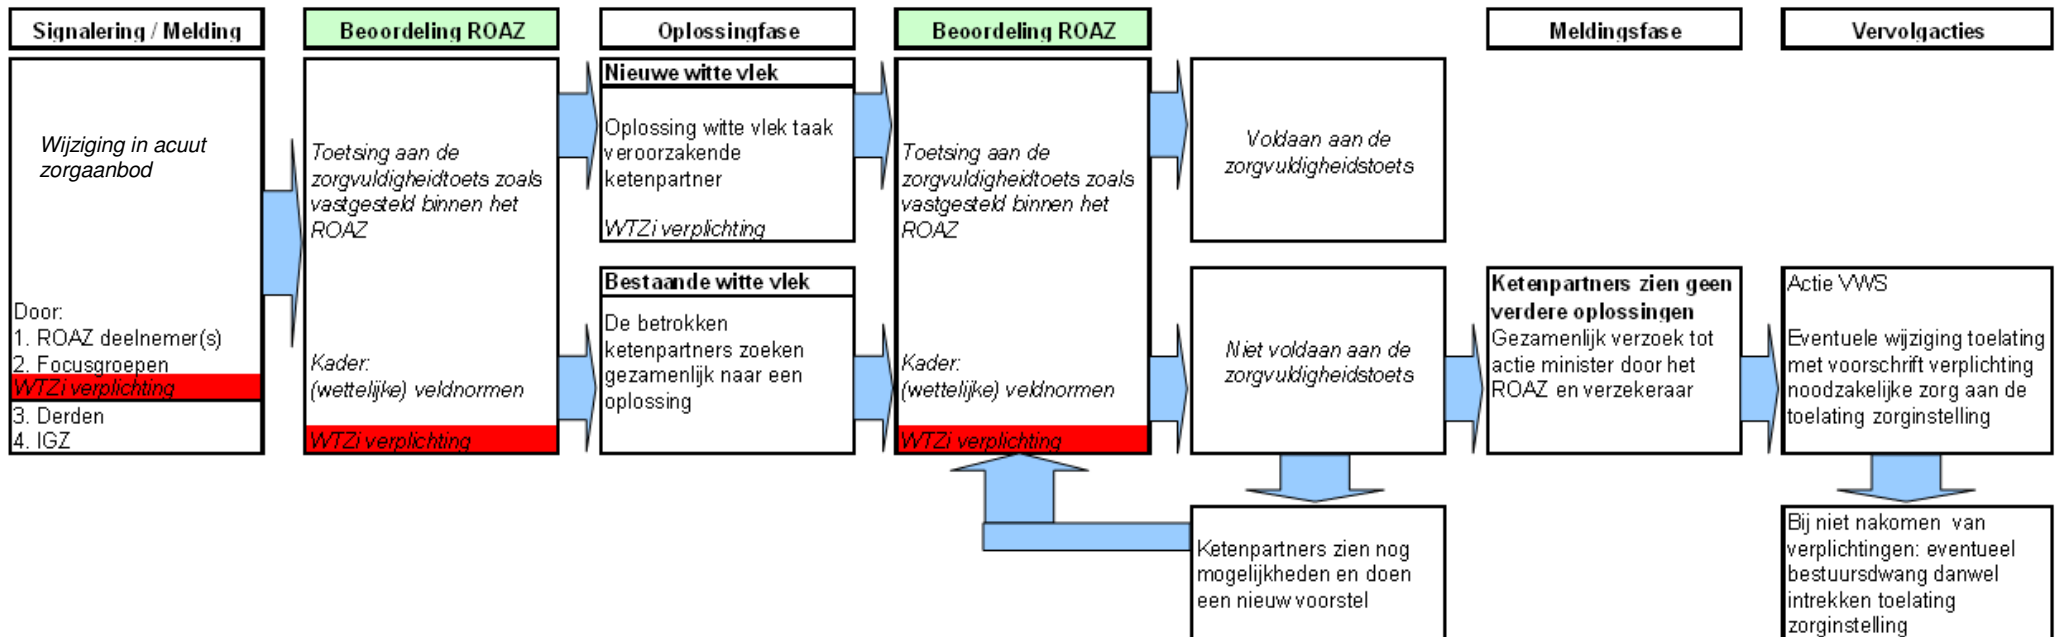 Signalering / Melding
Wijziging in acuut
zorgaanbod
Door:
1. ROAZ deelnemer(s)
2. Focusgroepen
WTZi verplichting
3. Derden
4. IGZ
Beoordeling ROAZ
Toetsing aan de
zorgvuldigheidtoets zoals
vastgesteld binnen het
ROAZ
Kader:
(wettelijke) veldnormen
WTZi verplichting
Oplossingfase
Nieuwe witte vlek
Oplossing witte vlek taak
veroorzakende
ketenpartner
WTZi verplichting
Bestaande witte vlek
De betrokken
ketenpartners zoeken
gezamenlijk naar een
oplossing
Beoordeling ROAZ
Toetsing aan de
zorgvuldigheidtoets zoals
vastgesteld binnen het
ROAZ
Kader:
(wettelijke) veldnormen
WTZi verplichting
Voldaan aan de
zorgvuldigheidstoets
Niet voldaan aan de
zorgvuldigheidstoets
Ketenpartners zien nog
mogelijkheden en doen
een nieuw voorstel
Meldingsfase
Ketenpartners zien geen
verdere oplossingen
Gezamenlijk verzoek tot
actie minister door het
ROAZ en verzekeraar
Vervolgacties
Actie VWS
Eventuele wijziging toelating
met voorschrift verplichting
noodzakelijke zorg aan de
toelating zorginstelling
Bij niet nakomen van
verplichtingen: eventueel
bestuursdwang danwel
intrekken toelating
zorginstelling